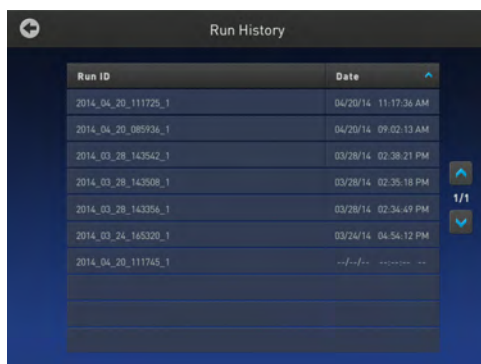 Run History
Run ID Date
2014_04_20_111725_1 04/20/14 11:17:36 AM
2014_04_20_085936_1 04/20/14 09:02:13 AM
2014_03_28_143542_1 03/28/14 02:38:21 PM
2014_03_28_143508_1 03/28/14 02:35:18 PM
2014_03_28_143356_1 03/28/14 02:34:49 PM
2014_03_24_165320_1 03/24/14 04:54:12 PM
2014_04_20_111745_1 --/--/-- --:--:-- --
1/1